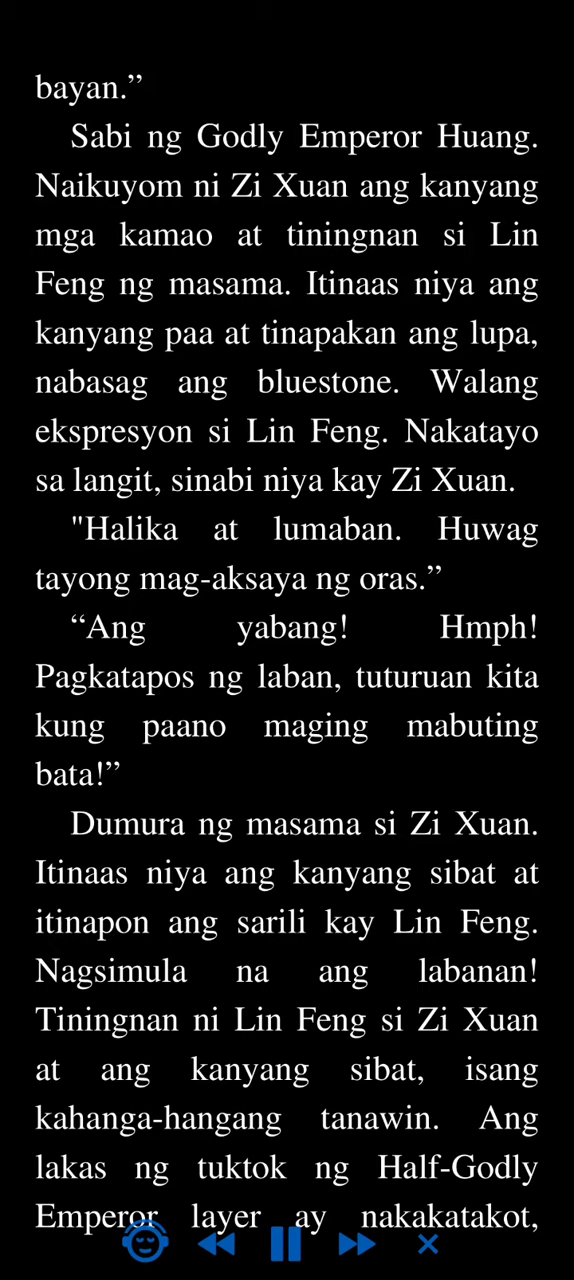 bayan.”
Sabi ng Godly Emperor Huang.
Naikuyom ni Zi Xuan ang kanyang
mga kamao at tiningnan si Lin
Feng ng masama. Itinaas niya ang
kanyang paa at tinapakan ang lupa,
nabasag ang bluestone. Walang
ekspresyon si Lin Feng. Nakatayo
sa langit, sinabi niya kay Zi Xuan.
"Halika at lumaban. Huwag
tayong mag-aksaya ng oras.”
“Ang yabang! Hmph!
Pagkatapos ng laban, tuturuan kita
kung paano maging mabuting
bata!”
Dumura ng masama si Zi Xuan.
Itinaas niya ang kanyang sibat at
itinapon ang sarili kay Lin Feng.
Nagsimula na ang labanan!
Tiningnan ni Lin Feng si Zi Xuan
at ang kanyang sibat, isang
kahanga-hangang tanawin. Ang
lakas ng tuktok ng Half-Godly
Emperor layer ay nakakatakot,